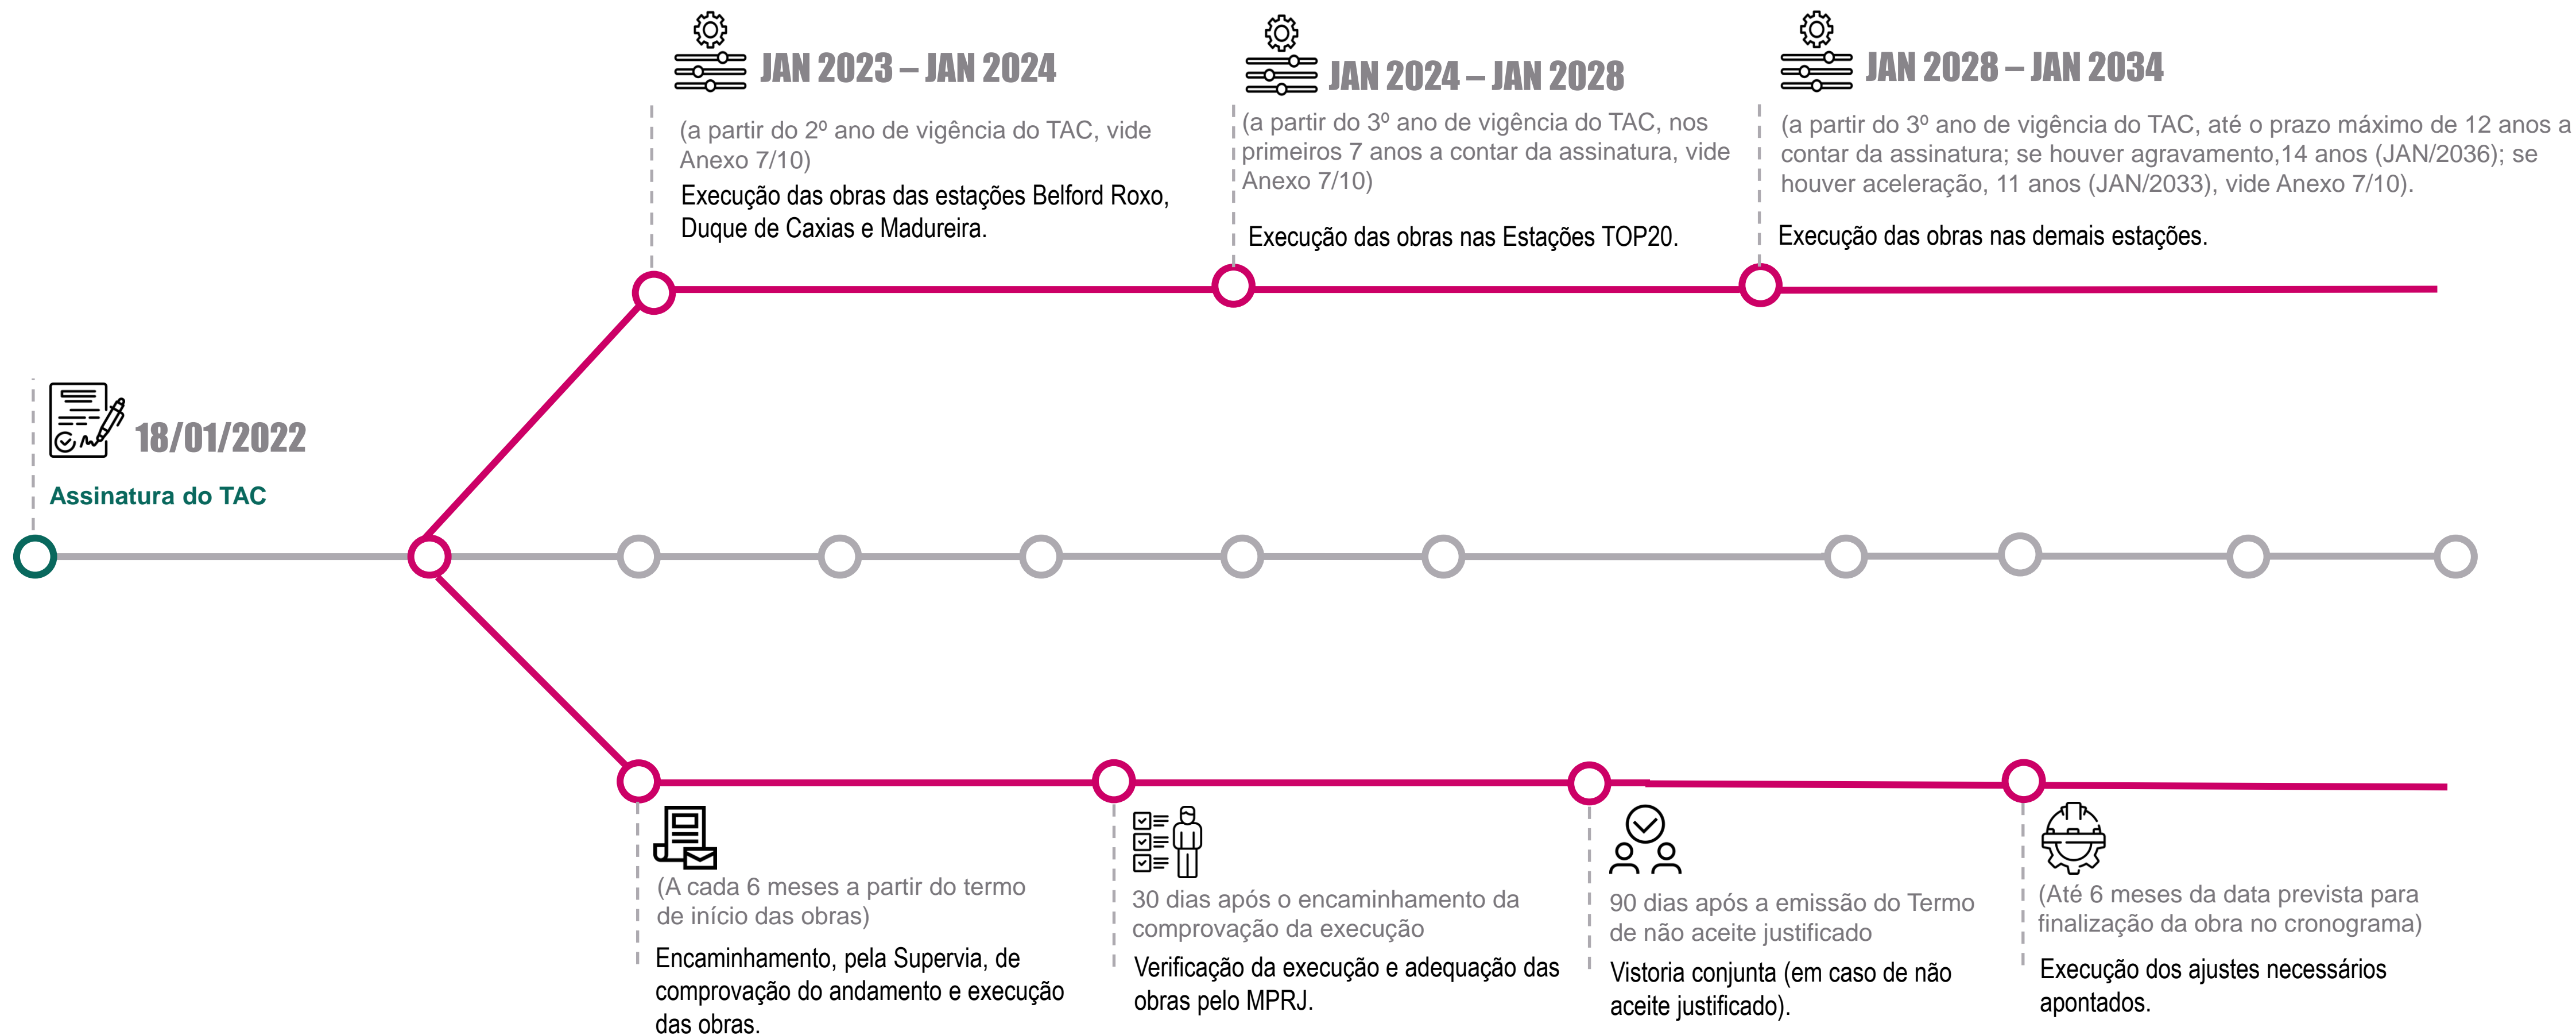 JAN 2023 – JAN 2024
(a partir do 2º ano de vigência do TAC, vide
Anexo 7/10)
Execução das obras das estações Belford Roxo,
Duque de Caxias e Madureira.
JAN 2024 – JAN 2028
(a partir do 3º ano de vigência do TAC, nos
primeiros 7 anos a contar da assinatura, vide
Anexo 7/10)
Execução das obras nas Estações TOP20.
JAN 2028 – JAN 2034
(a partir do 3º ano de vigência do TAC, até o prazo máximo de 12 anos a
contar da assinatura; se houver agravamento,14 anos (JAN/2036); se
houver aceleração, 11 anos (JAN/2033), vide Anexo 7/10).
Execução das obras nas demais estações.
18/01/2022
Assinatura do TAC
(A cada 6 meses a partir do termo
de início das obras)
Encaminhamento, pela Supervia, de
comprovação do andamento e execução
das obras.
30 dias após o encaminhamento da
comprovação da execução
Verificação da execução e adequação das
obras pelo MPRJ.
90 dias após a emissão do Termo
de não aceite justificado
Vistoria conjunta (em caso de não
aceite justificado).
(Até 6 meses da data prevista para
finalização da obra no cronograma)
Execução dos ajustes necessários
apontados.